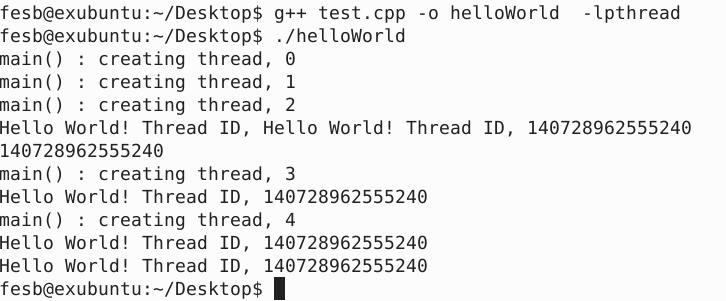 fesb@exubuntu:~/Desktop$ g++ test.cpp -o helloWorld  -lpthread
fesb@exubuntu:~/Desktop$ ./helloWorld
main() : creating thread, 0
main() : creating thread, 1
main() : creating thread, 2
Hello World! Thread ID, Hello World! Thread ID, 140728962555240
140728962555240
main() : creating thread, 3
Hello World! Thread ID, 140728962555240
main() : creating thread, 4
Hello World! Thread ID, 140728962555240
Hello World! Thread ID, 140728962555240
fesb@exubuntu:~/Desktop$